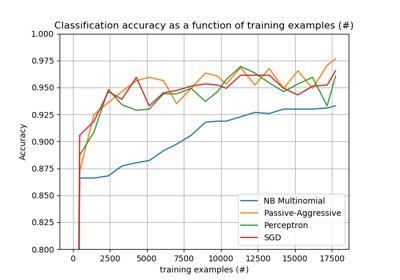 Classification accuracy as a function of training examples (#)
1.000
0.975
0.950
0.925
0.900
0.875
0.850
0.825
0.800
Accuracy
NB Multinomial
Passive-Aggressive
Perceptron
SGD
0 2500 5000 7500 10000 12500 15000 17500
training examples (#)